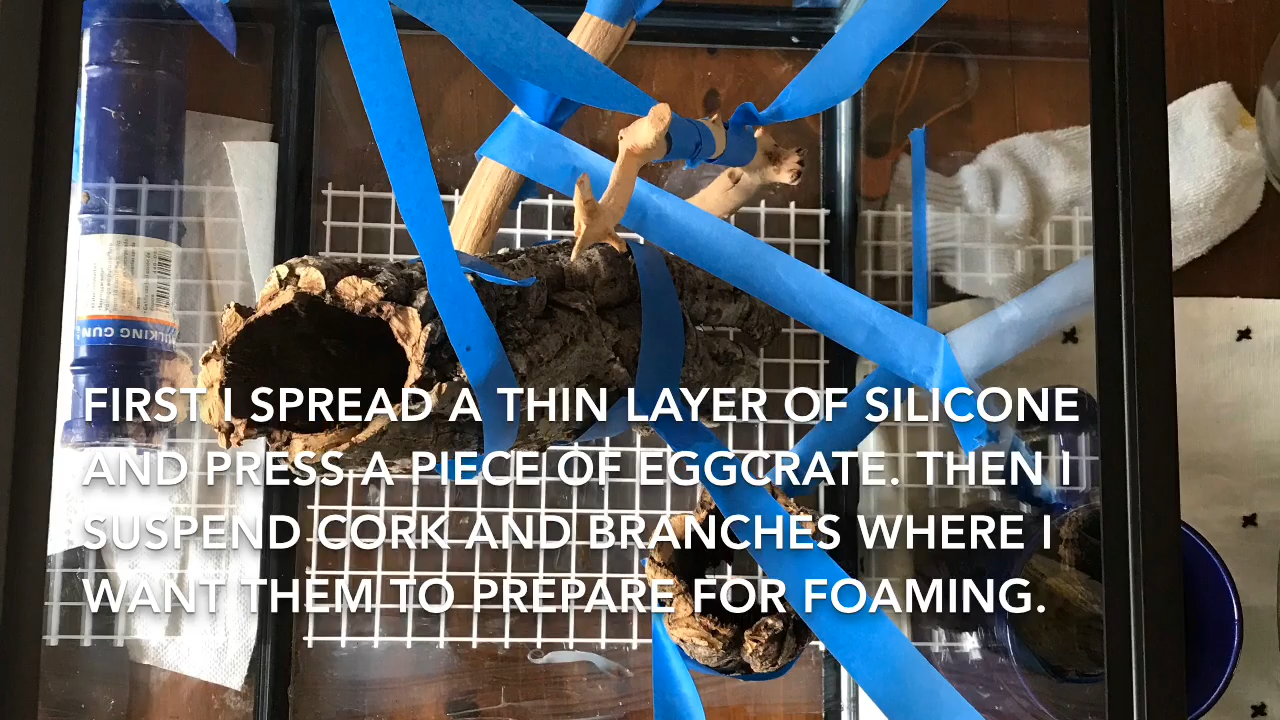 FIRST I SPREAD A THIN LAYER OF SILICONE
AND PRESS A PIECE OF EGGCRATE. THEN I
SUSPEND CORK AND BRANCHES WHERE I
WANT THEM TO PREPARE FOR FOAMING.